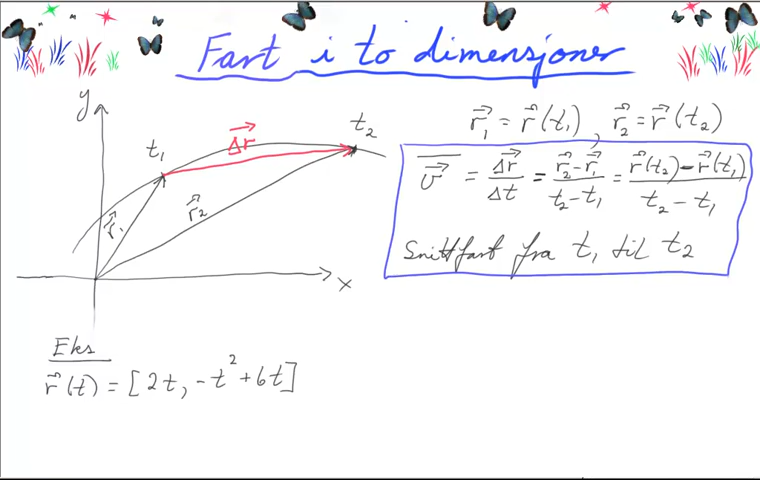 Fart i to dimensjoner
y
t₁
Δr⃗
t₂
r⃗₁
r⃗₂
x
r⃗₁ = r⃗(t₁), r⃗₂ = r⃗(t₂)
v⃗̅ = Δr⃗/Δt = (r⃗₂ - r⃗₁)/(t₂ - t₁) = (r⃗(t₂) - r⃗(t₁))/(t₂ - t₁)
Snittfart fra t₁ til t₂
Eks
r⃗(t) = [2t, -t² + 6t]